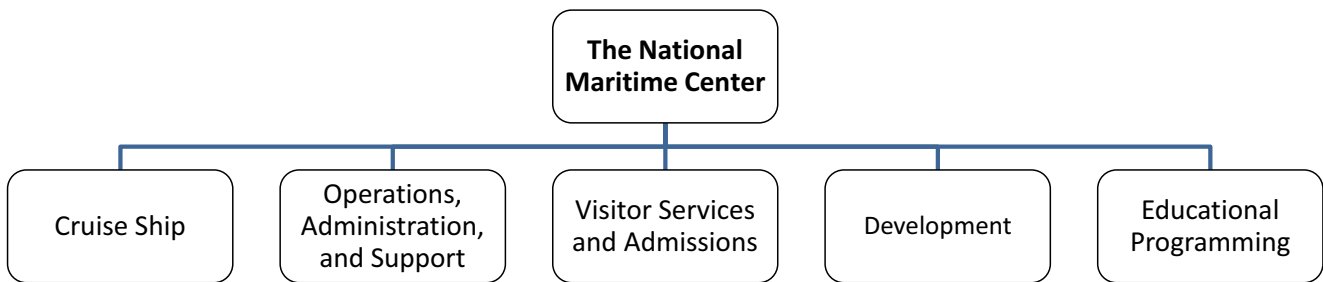 The National
Maritime Center
Cruise Ship
Operations,
Administration,
and Support
Visitor Services
and Admissions
Development
Educational
Programming